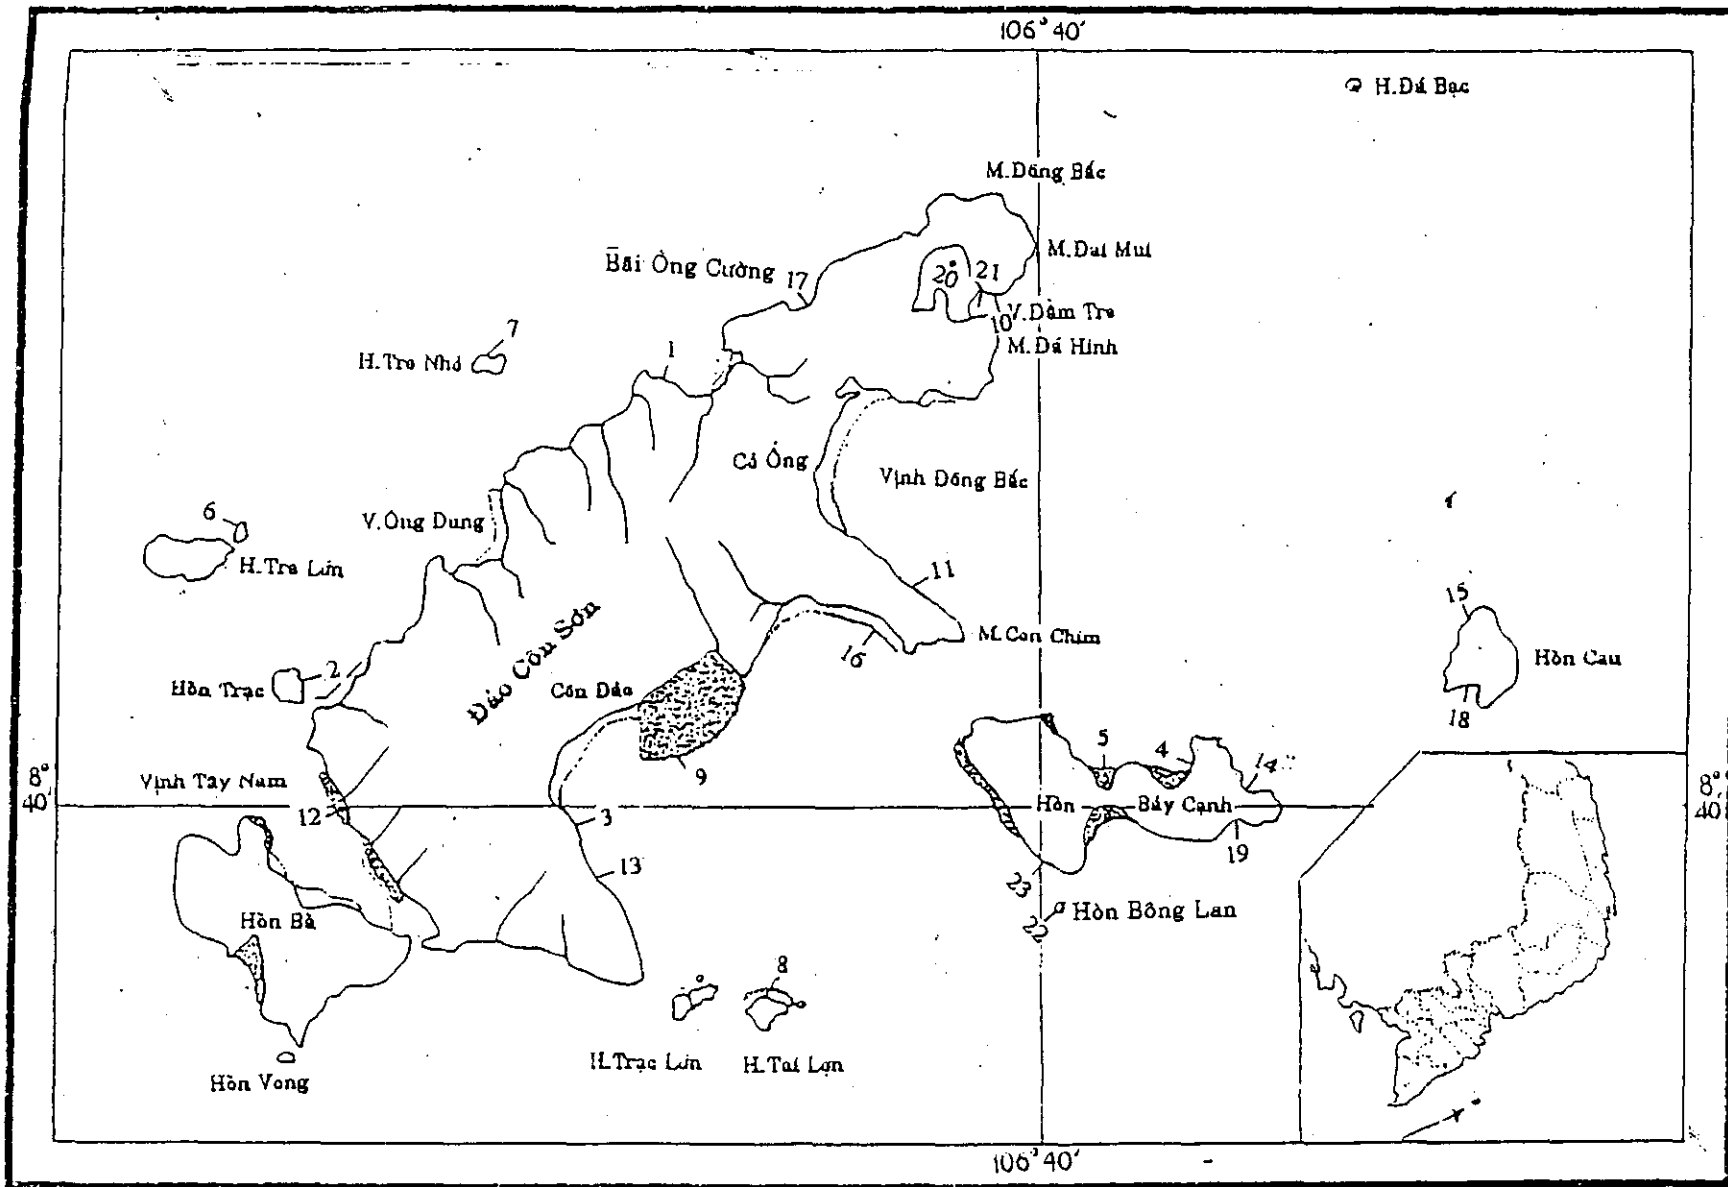 106°40'
H.Đá Bạc
M.Đông Bắc
M.Dai Mui
Bãi Ông Cường
17
20
21
V.Đầm Tre
10
M.Đá Hình
7
H.Tre Nhỏ
1
Cỏ Ống
Vịnh Đông Bắc
6
V.Ông Dung
H.Tre Lớn
11
15
Đảo Côn Sơn
M.Con Chim
16
Hòn Cau
2
Hòn Trạc
Côn Đảo
18
5
4
14
9
Vịnh Tây Nam
8°
40'
8°
40'
12
3
Hòn
Bảy Cạnh
19
13
23
Hòn Bông Lan
22
Hòn Bà
8
H.Trạc Lớn
H.Tai Lợn
Hòn Vong
106°40'